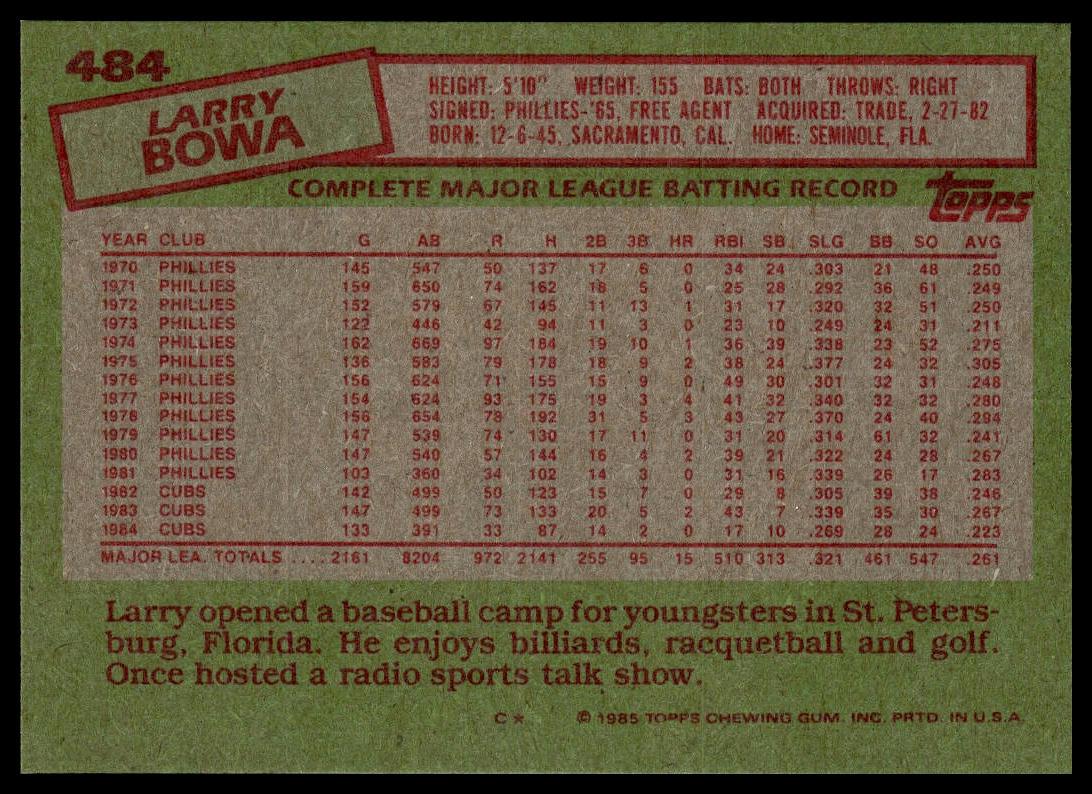 484
LARRY
BOWA
HEIGHT: 5'10" WEIGHT: 155 BATS: BOTH THROWS: RIGHT
SIGNED: PHILLIES-'65, FREE AGENT ACQUIRED: TRADE, 2-27-82
BORN: 12-6-45, SACRAMENTO, CAL. HOME: SEMINOLE, FLA.
COMPLETE MAJOR LEAGUE BATTING RECORD
topps
YEAR CLUB G AB R H 2B 3B HR RBI SB SLG BB SO AVG
1970 PHILLIES 145 547 50 137 17 6 0 34 24 .303 21 48 .250
1971 PHILLIES 159 650 74 162 18 5 0 25 28 .292 36 61 .249
1972 PHILLIES 152 579 67 145 11 13 1 31 17 .320 32 51 .250
1973 PHILLIES 122 446 42 94 11 3 0 23 10 .249 24 31 .211
1974 PHILLIES 162 669 97 184 19 10 1 36 39 .338 23 52 .275
1975 PHILLIES 136 583 79 178 18 9 2 38 24 .377 24 32 .305
1976 PHILLIES 156 624 71 155 15 9 0 49 30 .301 32 31 .248
1977 PHILLIES 154 624 93 175 19 3 4 41 32 .340 32 32 .280
1978 PHILLIES 156 654 78 192 31 5 3 43 27 .370 24 40 .294
1979 PHILLIES 147 539 74 130 17 11 0 31 20 .314 61 32 .241
1980 PHILLIES 147 540 57 144 16 4 2 39 21 .322 24 28 .267
1981 PHILLIES 103 360 34 102 14 3 0 31 16 .339 26 17 .283
1982 CUBS 142 499 50 123 15 7 0 29 8 .305 39 38 .246
1983 CUBS 147 499 73 133 20 5 2 43 7 .339 35 30 .267
1984 CUBS 133 391 33 87 14 2 0 17 10 .269 28 24 .223
MAJOR LEA. TOTALS .... 2161 8204 972 2141 255 95 15 510 313 .321 461 547 .261
Larry opened a baseball camp for youngsters in St. Peters-
burg, Florida. He enjoys billiards, racquetball and golf.
Once hosted a radio sports talk show.
C* © 1985 TOPPS CHEWING GUM. INC. PRTD. IN U.S.A.